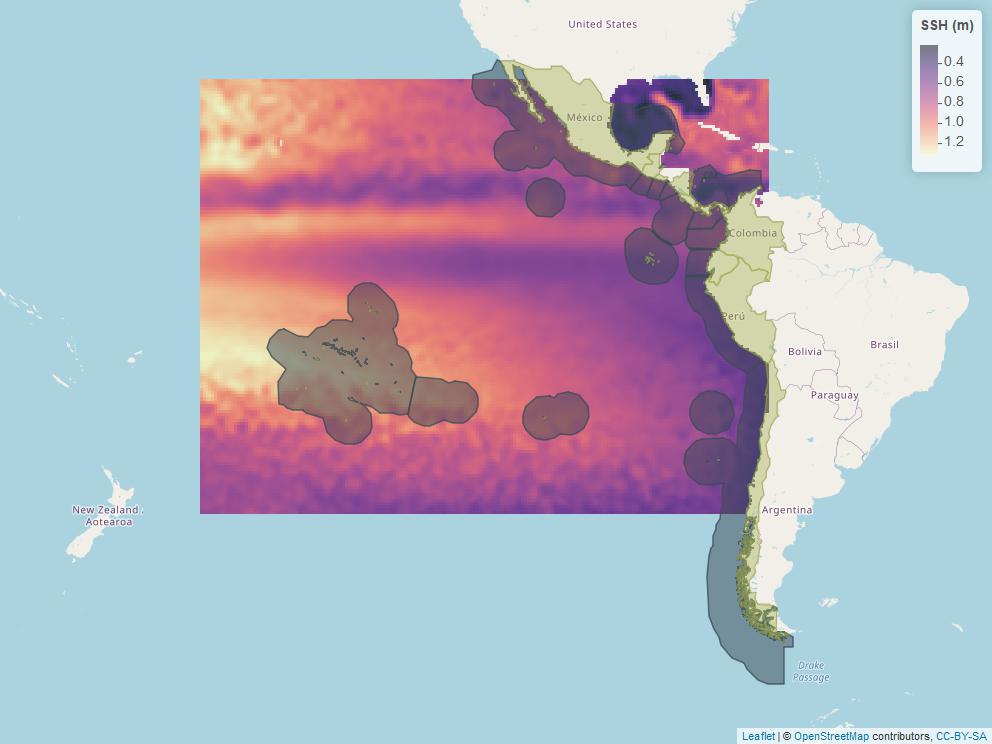 United States
SSH (m)
0.4
0.6
0.8
1.0
1.2
México
Colombia
Perú
Bolivia
Brasil
Paraguay
Argentina
New Zealand
Aotearoa
Drake
Passage
Leaflet | © OpenStreetMap contributors, CC-BY-SA